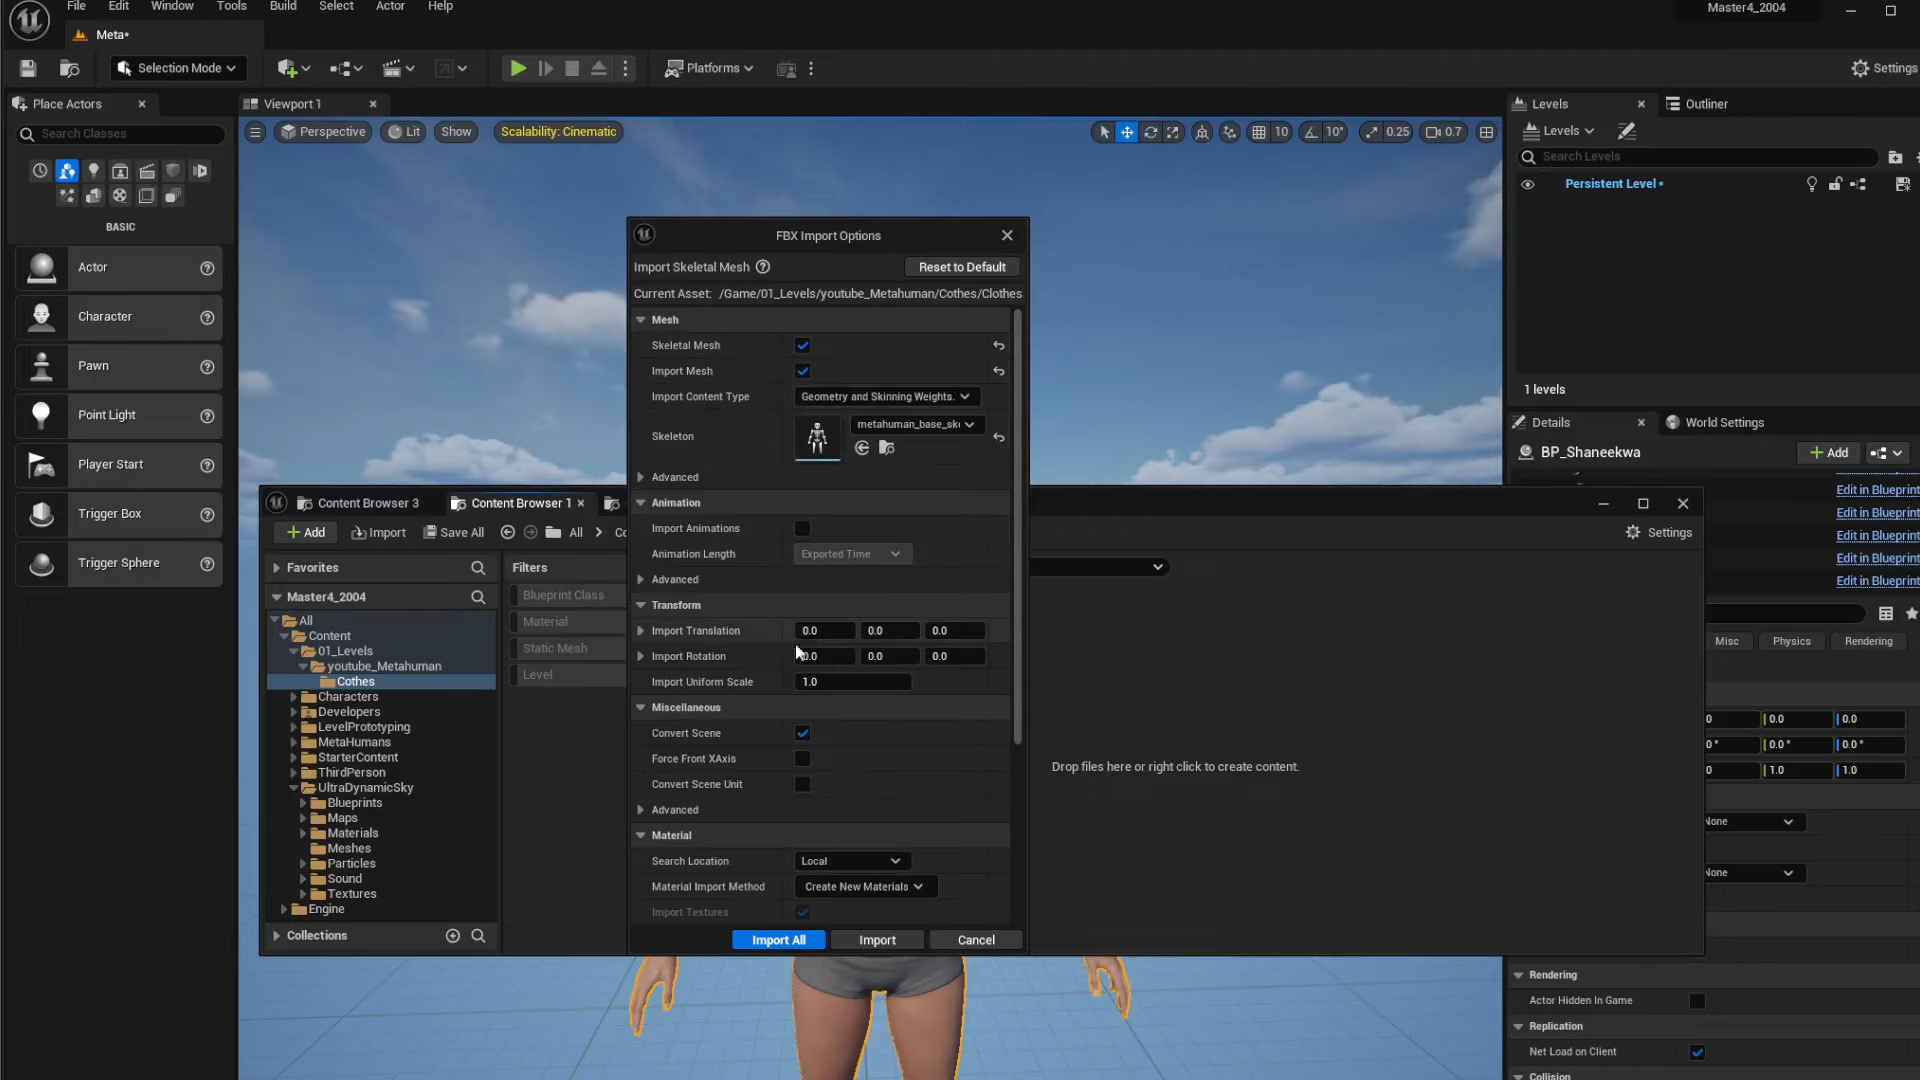 File Edit Window Tools Build Select Actor Help
Master4_2004
Meta*
Selection Mode
Platforms
Settings
Place Actors
Search Classes
BASIC
Actor
Character
Pawn
Point Light
Player Start
Trigger Box
Trigger Sphere
Viewport 1
Perspective Lit Show Scalability: Cinematic
10 10° 0.25 0.7
Levels Outliner
Levels
Search Levels
Persistent Level
1 levels
Details World Settings
BP_Shaneekwa
Add
Edit in Blueprint
Edit in Blueprint
Edit in Blueprint
Edit in Blueprint
Edit in Blueprint
Misc Physics Rendering
0 0.0 0.0
0° 0.0° 0.0°
0 1.0 1.0
None
None
Rendering
Actor Hidden In Game
Replication
Net Load on Client
Collision
FBX Import Options
Import Skeletal Mesh
Reset to Default
Current Asset: /Game/01_Levels/youtube_Metahuman/Cothes/Clothes
Mesh
Skeletal Mesh
Import Mesh
Import Content Type Geometry and Skinning Weights.
Skeleton metahuman_base_ske
Advanced
Animation
Import Animations
Animation Length Exported Time
Advanced
Transform
Import Translation 0.0 0.0 0.0
Import Rotation 0.0 0.0 0.0
Import Uniform Scale 1.0
Miscellaneous
Convert Scene
Force Front XAxis
Convert Scene Unit
Advanced
Material
Search Location Local
Material Import Method Create New Materials
Import Textures
Import All Import Cancel
Content Browser 3 Content Browser 1
Add Import Save All All Co
Settings
Favorites
Master4_2004
All
Content
01_Levels
youtube_Metahuman
Cothes
Characters
Developers
LevelPrototyping
MetaHumans
StarterContent
ThirdPerson
UltraDynamicSky
Blueprints
Maps
Materials
Meshes
Particles
Sound
Textures
Engine
Collections
Filters
Blueprint Class
Material
Static Mesh
Level
Drop files here or right click to create content.